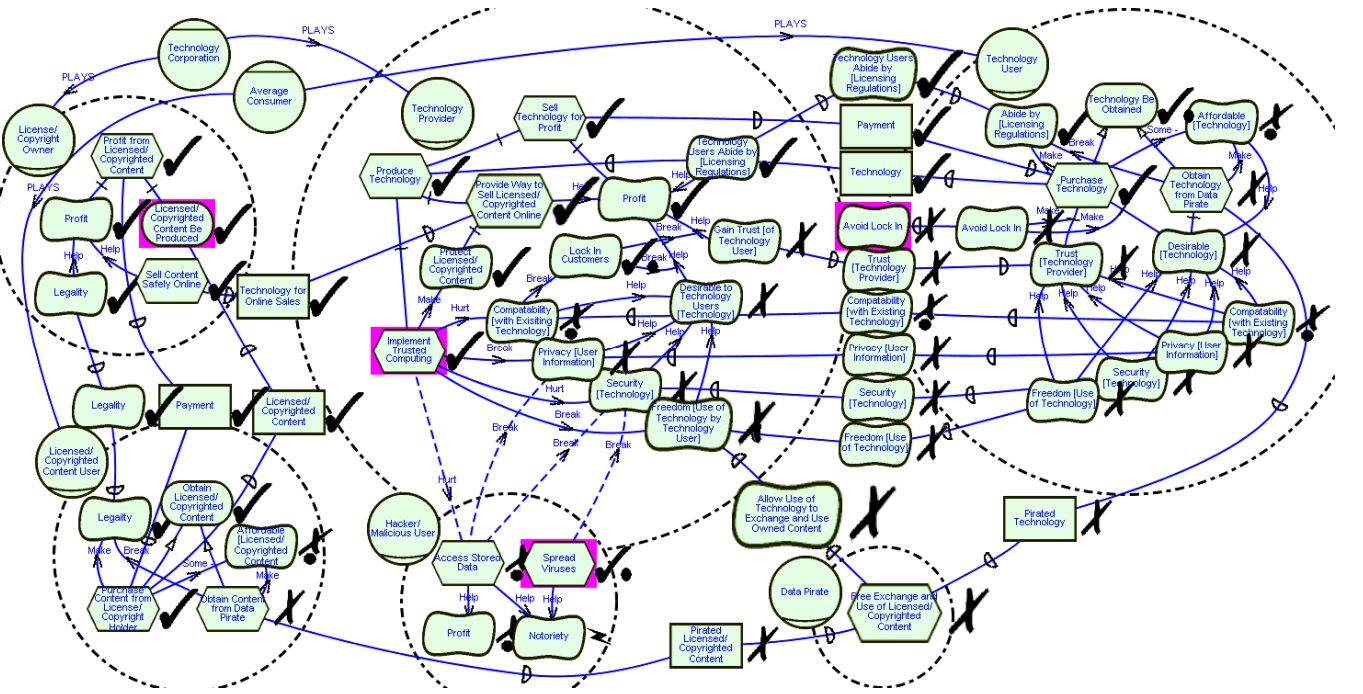 PLAYS
Technology
Corporation
PLAYS
PLAYS
Average
Consumer
License/
Copyright
Owner
PLAYS
Technology
Provider
Technology
User
Profit from
Licensed/
Copyrighted
Content
Profit
Licensed/
Copyrighted
Content Be
Produced
Help
Help
Legality
Sell Content
Safely Online
Technology for
Online Sales
Legality
Payment
Licensed/
Copyrighted
Content
Licensed/
Copyrighted
Content User
Legailty
Obtain
Licensed/
Copyrighted
Content
Affordable
[Licensed/
Copyrighted
Content
Make
Break
Some -
Make
Purchase
Content from
License/
Copyright
Holder
Obtain Content
from Data
Pirate
Sell
Technology for
Profit
Produce
Technology
Provide Way to
Sell Licensed/
Copyrighted
Content Online
Technology
Users Abide by
[Licensing
Regulations]
Help
Profit
Help
Break
Gain Trust [of
Technology
User]
Lock In
Customers
Break
Help
Protect
Licensed/
Copyrighted
Content
Break
Make
Help
Desirable to
Technology
Users
[Technology]
Hurt
Compatability
[with Exisiting
Technology]
Help
Help
Help
Implement
Trusted
Computing
Break
Privacy [User
Information]
Security
[Technology]
Hurt
Break
Freedom [Use of
Technology by
Technology
User]
Break
Break
Break
Hurt
Technology Users
Abide by
[Licensing
Regulations]
Payment
Technology
Avoid Lock In
Trust
[Technology
Provider]
Compatability
[with Existing
Technology]
Privacy [User
Information]
Security
[Technology]
Freedom [Use
of Technology]
Abide by
[Licensing
Regulations]
Technology Be
Obtained
Affordable
[Technology]
Break
Some -
Make
Make
Purchase
Technology
Obtain
Technology
from Data
Pirate
Help
Make
Make
Avoid Lock In
Trust
[Technology
Provider]
Desirable
[Technology]
Help
Help
Help
Help
Help
Help
Compatability
[with Existing
Technology]
Privacy [User
Information]
Security
[Technology]
Freedom [Use
of Technology]
Hacker/
Malicious User
Access Stored
Data
Spread
Viruses
Help
Help
Help
Profit
Notoriety
Allow Use of
Technology to
Exchange and Use
Owned Content
Data Pirate
Free Exchange and
Use of Licensed/
Copyrighted
Content
Pirated
Licensed/
Copyrighted
Content
Pirated
Technology